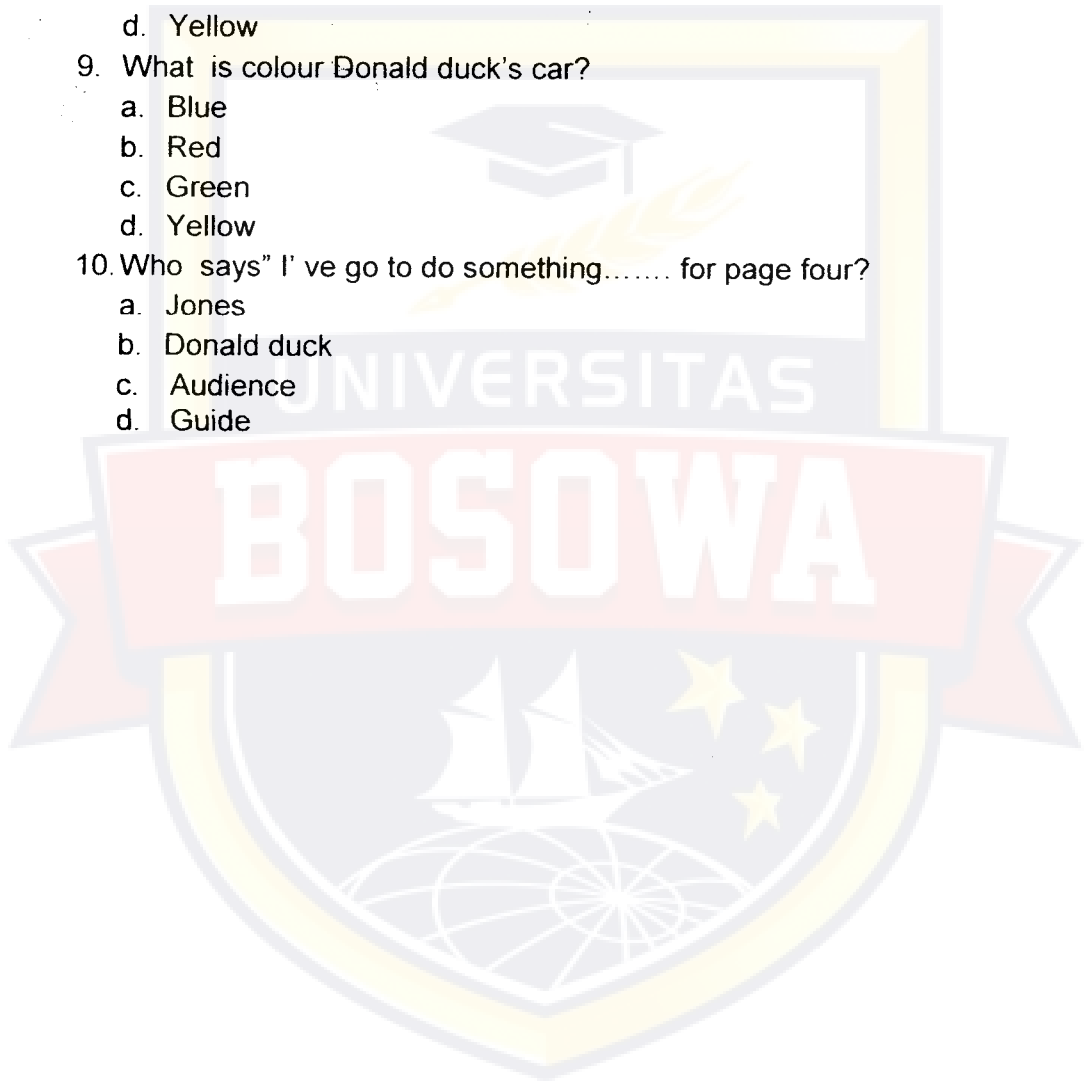 d. Yellow
9. What is colour Donald duck's car?
a. Blue
b. Red
c. Green
d. Yellow
10. Who says" I' ve go to do something....... for page four?
a. Jones
b. Donald duck
c. Audience
d. Guide
UNIVERSITAS
BOSOWA